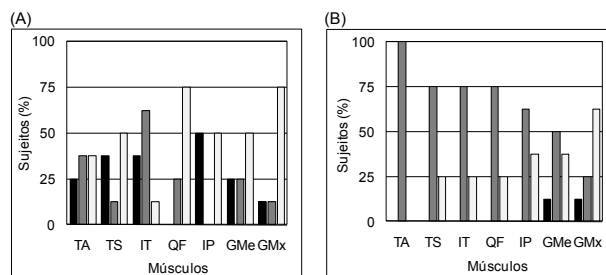 (A)
Sujeitos (%)
100
75
50
25
0
TA TS IT QF IP GMe GMx
Músculos
(B)
Sujeitos (%)
100
75
50
25
0
TA TS IT QF IP GMe GMx
Músculos